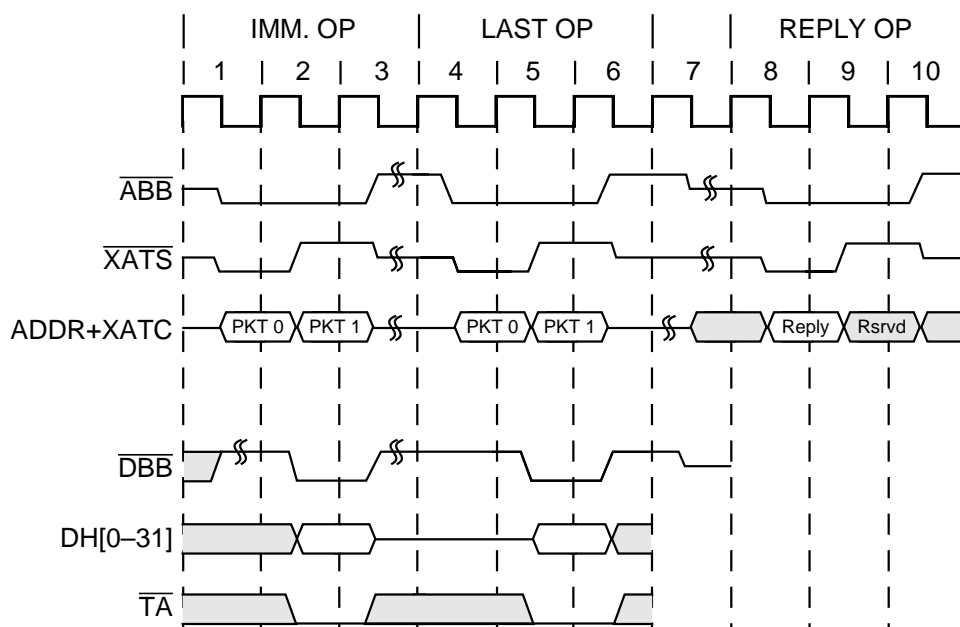 IMM. OP LAST OP REPLY OP
1 2 3 4 5 6 7 8 9 10
ABB
XATS
ADDR+XATC PKT 0 PKT 1 PKT 0 PKT 1 Reply Rsrvd
DBB
DH[0–31]
TA